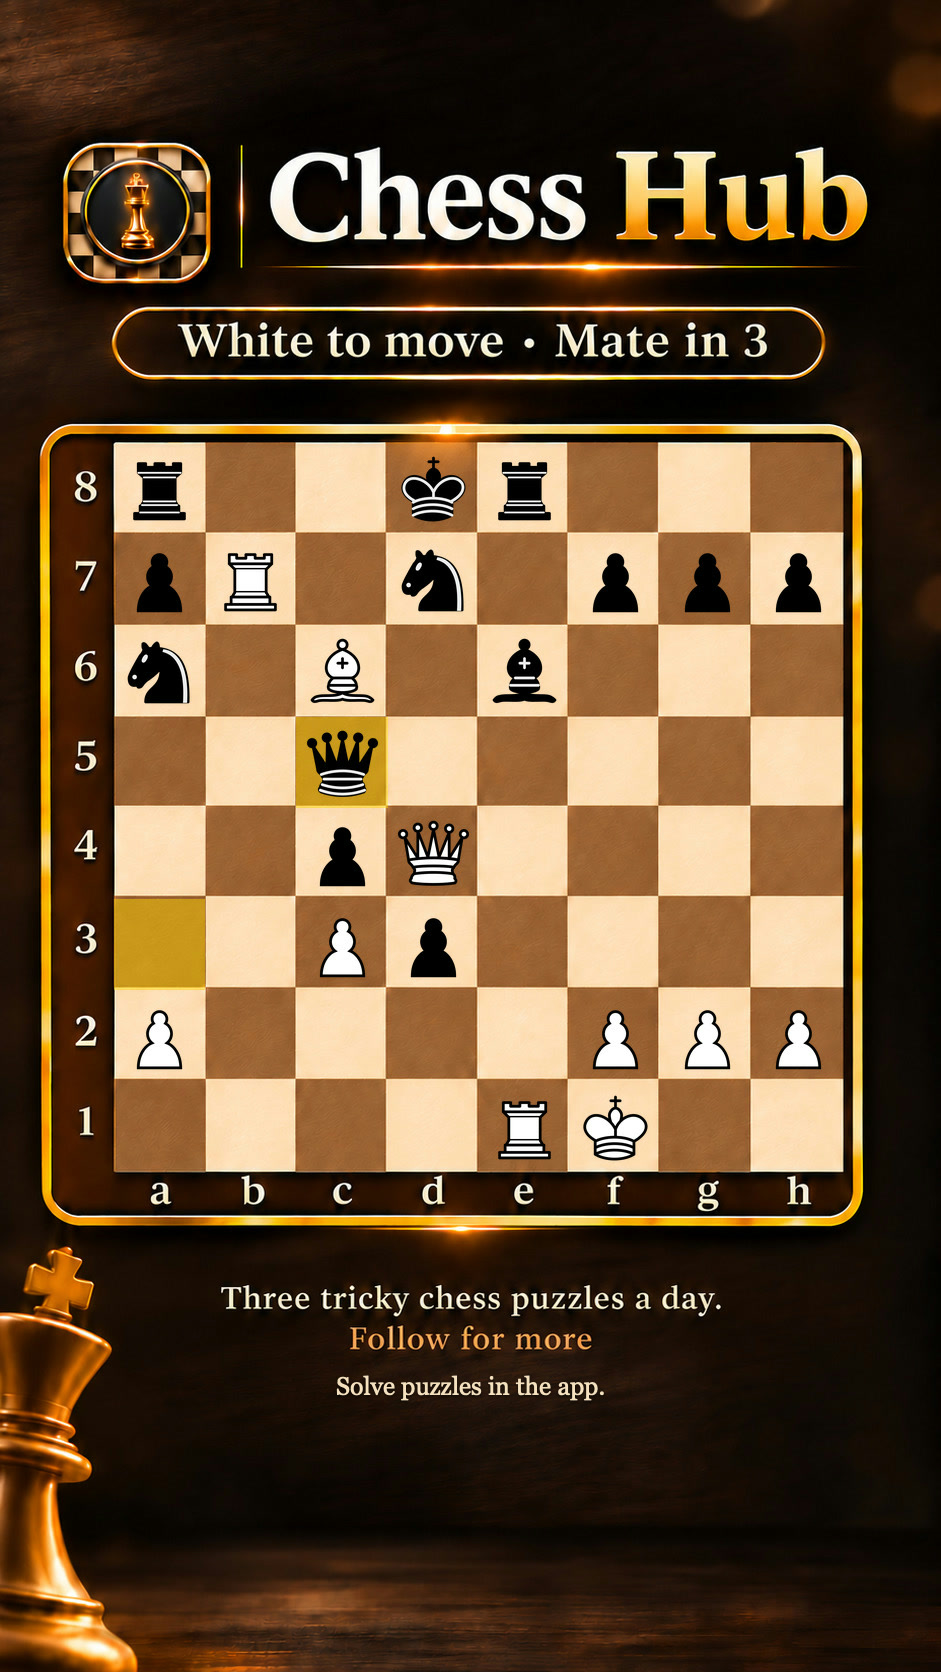 Chess Hub
White to move • Mate in 3
8
7
6
5
4
3
2
1
a b c d e f g h
Three tricky chess puzzles a day.
Follow for more
Solve puzzles in the app.